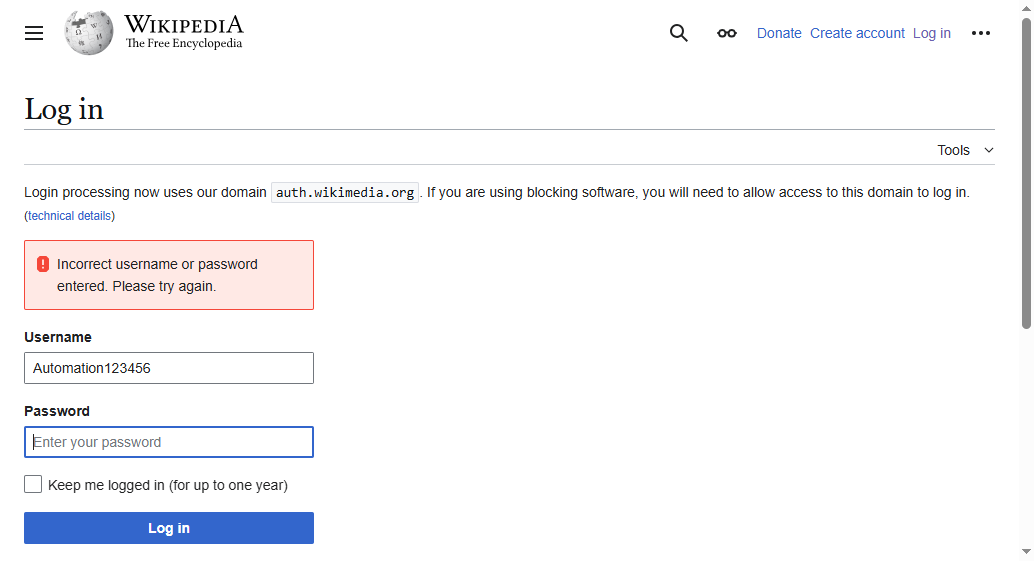 WIKIPEDIA
The Free Encyclopedia
Donate Create account Log in
Log in
Tools
Login processing now uses our domain auth.wikimedia.org. If you are using blocking software, you will need to allow access to this domain to log in.
(technical details)
Incorrect username or password
entered. Please try again.
Username
Automation123456
Password
Enter your password
Keep me logged in (for up to one year)
Log in